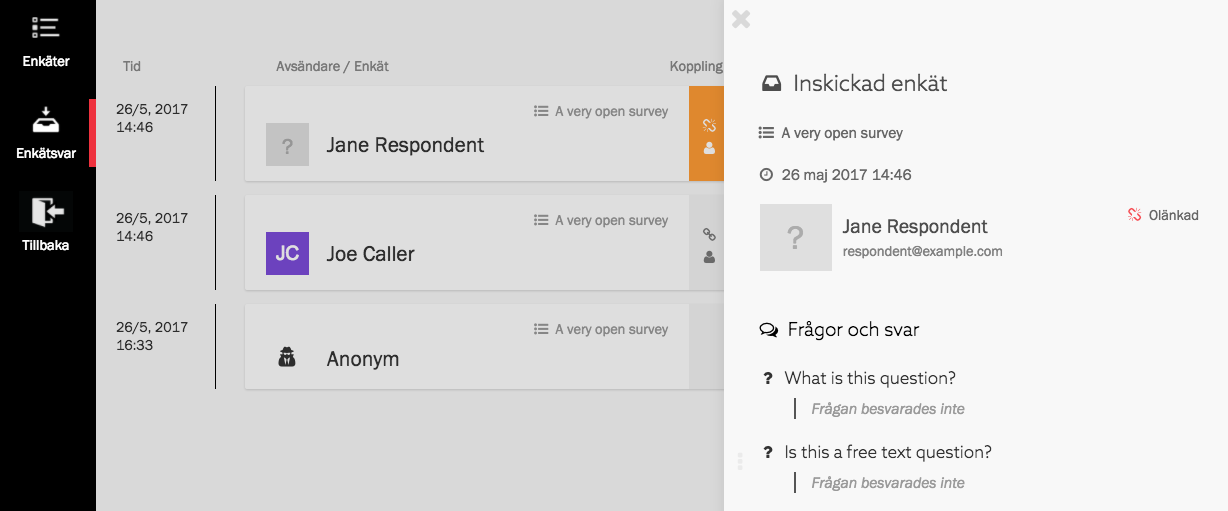 Enkäter
Enkätsvar
Tillbaka
Tid
Avsändare / Enkät
Koppling
26/5, 2017
14:46
A very open survey
?
Jane Respondent
26/5, 2017
14:46
A very open survey
JC
Joe Caller
26/5, 2017
16:33
A very open survey
Anonym
Inskickad enkät
A very open survey
26 maj 2017 14:46
?
Jane Respondent
respondent@example.com
Olänkad
Frågor och svar
? What is this question?
Frågan besvarades inte
? Is this a free text question?
Frågan besvarades inte